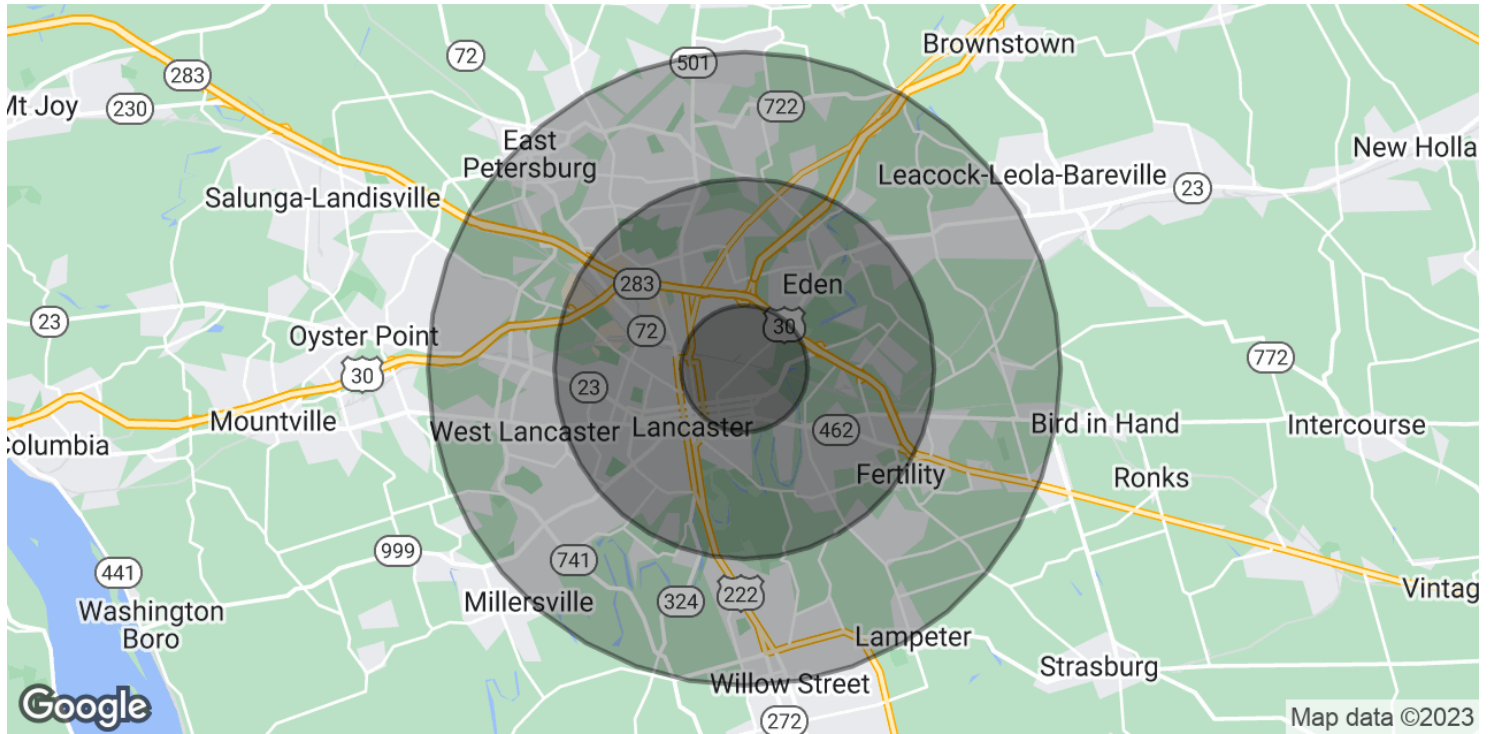 Brownstown
72
501
283
722
Mt Joy
230
East
Petersburg
New Holla
Leacock-Leola-Bareville
23
Salunga-Landisville
283
Eden
23
72
30
Oyster Point
30
772
23
Mountville
West Lancaster
Lancaster
462
Bird in Hand
Intercourse
Columbia
Fertility
Ronks
999
741
441
Vintag
222
Millersville
324
Washington
Boro
Lampeter
Strasburg
Willow Street
Google
272
Map data ©2023